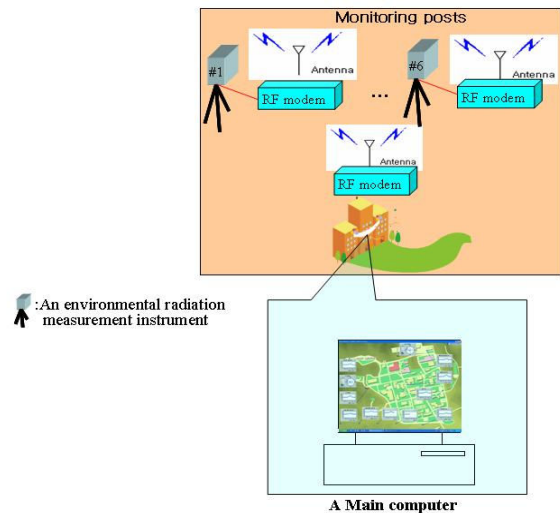 Monitoring posts
#1
Antenna
RF modem
...
#6
Antenna
RF modem
Antenna
RF modem
:An environmental radiation
measurement instrument
A Main computer